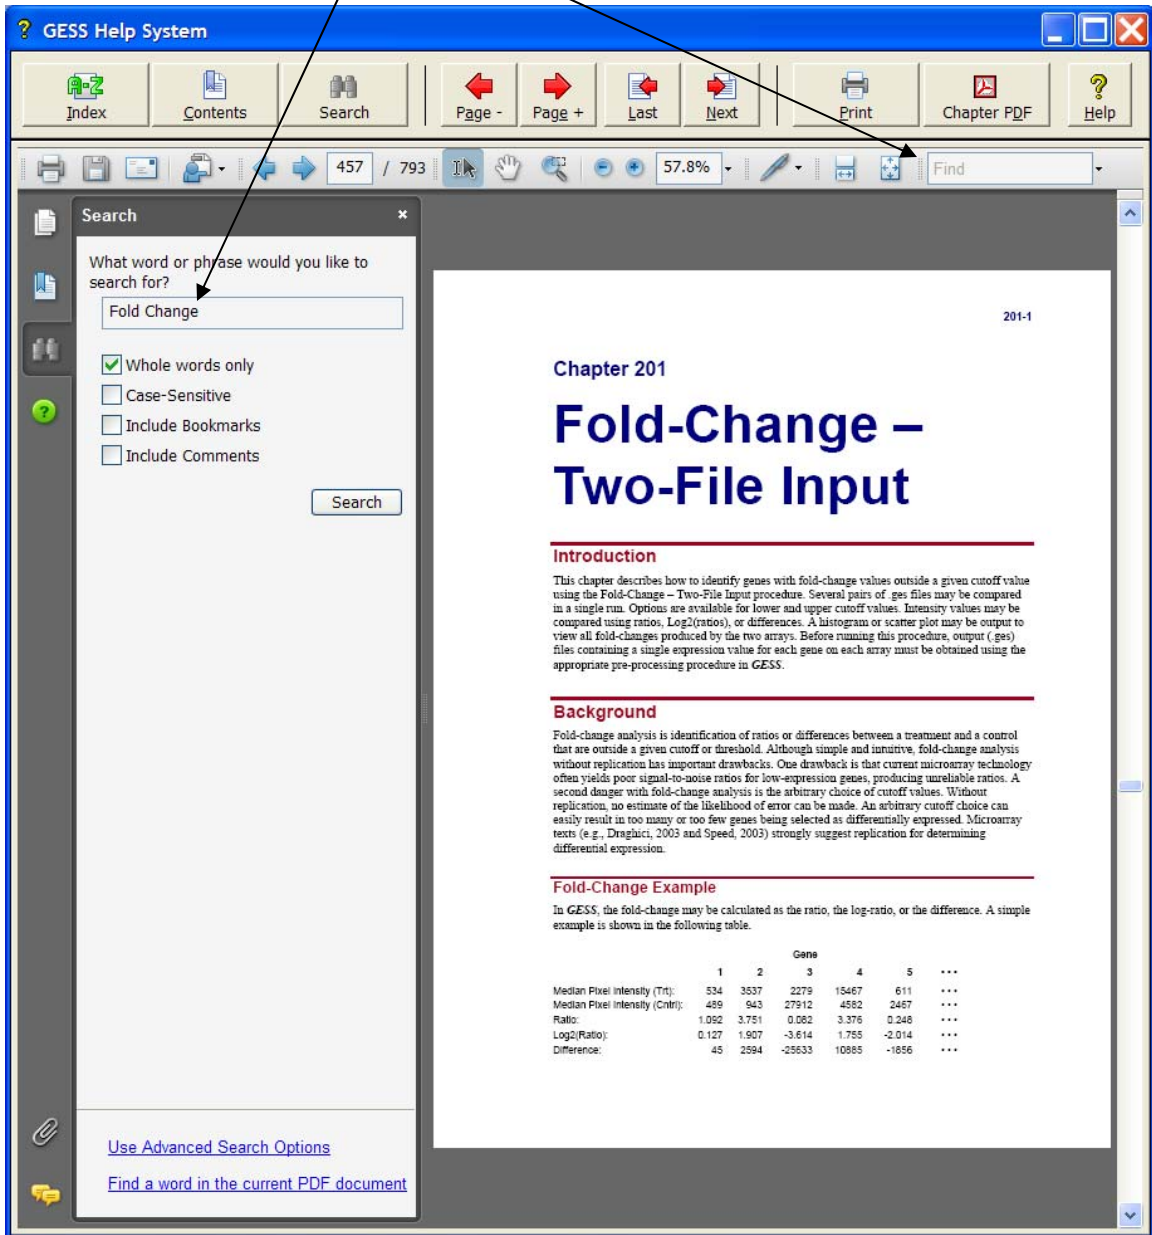 GESS Help System
A-Z
Index
Contents
Search
Page -
Page +
Last
Next
Print
Chapter PDF
Help
457 / 793
57.8%
Find
Search
What word or phrase would you like to
search for?
Fold Change
Whole words only
Case-Sensitive
Include Bookmarks
Include Comments
Search
Use Advanced Search Options
Find a word in the current PDF document
201-1
Chapter 201
Fold-Change –
Two-File Input
Introduction
This chapter describes how to identify genes with fold-change values outside a given cutoff value
using the Fold-Change – Two-File Input procedure. Several pairs of .ges files may be compared
in a single run. Options are available for lower and upper cutoff values. Intensity values may be
compared using ratios, Log2(ratios), or differences. A histogram or scatter plot may be output to
view all fold-changes produced by the two arrays. Before running this procedure, output (.ges)
files containing a single expression value for each gene on each array must be obtained using the
appropriate pre-processing procedure in GESS.
Background
Fold-change analysis is identification of ratios or differences between a treatment and a control
that are outside a given cutoff or threshold. Although simple and intuitive, fold-change analysis
without replication has important drawbacks. One drawback is that current microarray technology
often yields poor signal-to-noise ratios for low-expression genes, producing unreliable ratios. A
second danger with fold-change analysis is the arbitrary choice of cutoff values. Without
replication, no estimate of the likelihood of error can be made. An arbitrary cutoff choice can
easily result in too many or too few genes being selected as differentially expressed. Microarray
texts (e.g., Draghici, 2003 and Speed, 2003) strongly suggest replication for determining
differential expression.
Fold-Change Example
In GESS, the fold-change may be calculated as the ratio, the log-ratio, or the difference. A simple
example is shown in the following table.
Gene
1 2 3 4 5 • • •
Median Pixel Intensity (Trt): 534 3537 2279 15467 611 • • •
Median Pixel Intensity (Cntrl): 489 943 27912 4582 2467 • • •
Ratio: 1.092 3.751 0.082 3.376 0.248 • • •
Log2(Ratio): 0.127 1.907 -3.614 1.755 -2.014 • • •
Difference: 45 2594 -25633 10885 -1856 • • •